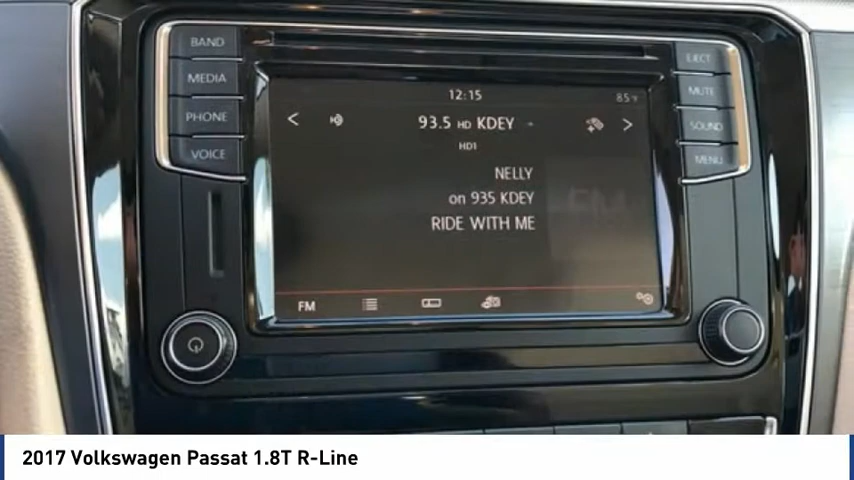 BAND
MEDIA
PHONE
VOICE
EJECT
MUTE
SOUND
MENU
12:15
85°F
93.5 HD KDEY
HD1
NELLY
on 935 KDEY
RIDE WITH ME
FM
2017 Volkswagen Passat 1.8T R-Line